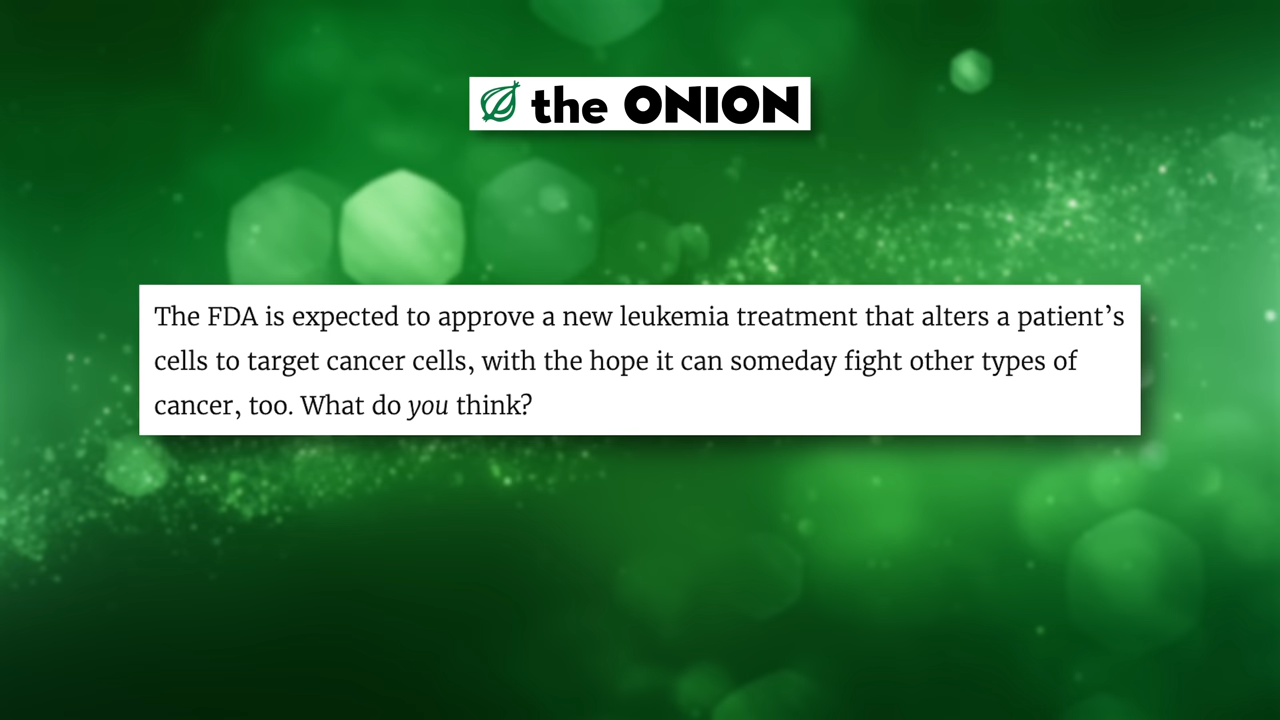 the ONION
The FDA is expected to approve a new leukemia treatment that alters a patient’s
cells to target cancer cells, with the hope it can someday fight other types of
cancer, too. What do you think?